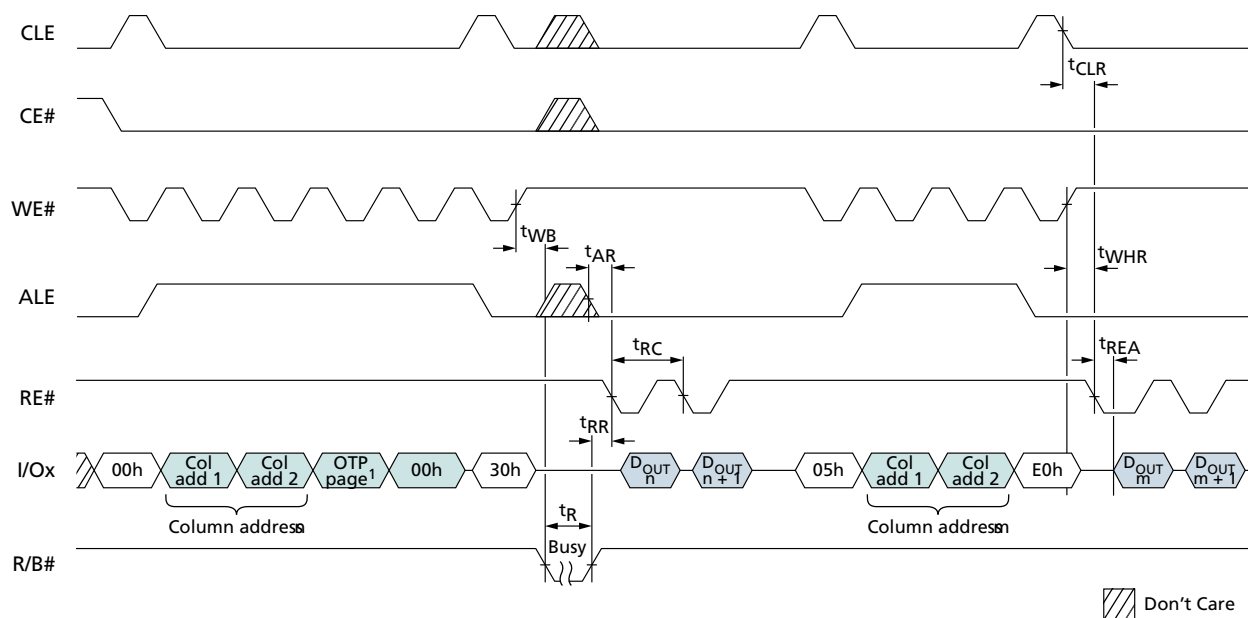 CLE
tCLR
CE#
WE#
tWB
tAR
tWHR
ALE
tRC
tREA
RE#
tRR
I/Ox
00h
Col add 1
Col add 2
OTP page1
00h
30h
DOUT n
DOUT n + 1
05h
Col add 1
Col add 2
E0h
DOUT m
DOUT m + 1
Column address n
tR
Column address m
Busy
R/B#
Don't Care